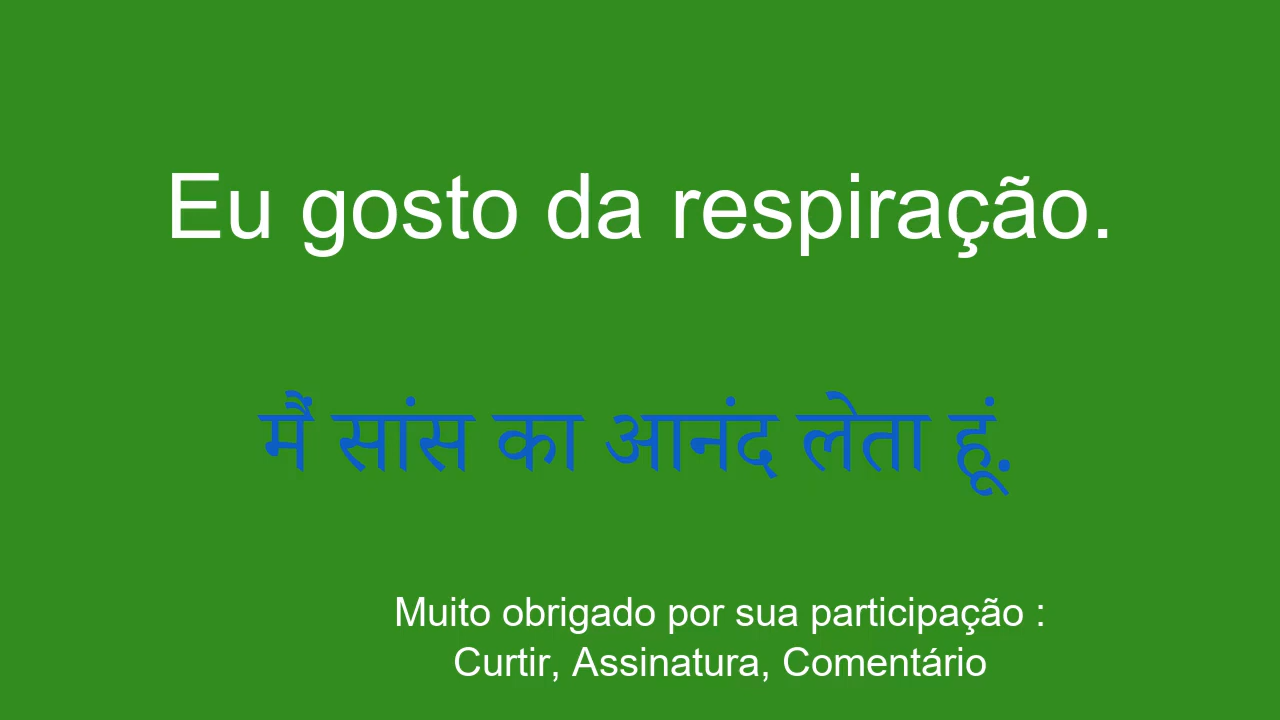 Eu gosto da respiração.
मैं सांस का आनंद लेता हूं.
Muito obrigado por sua participação :
Curtir, Assinatura, Comentário